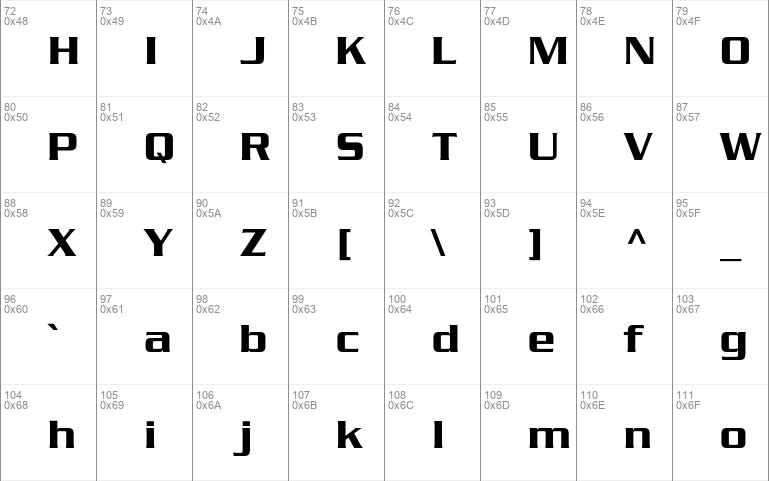 72 73 74 75 76 77 78 79
0x48 0x49 0x4A 0x4B 0x4C 0x4D 0x4E 0x4F
H I J K L M N O
80 81 82 83 84 85 86 87
0x50 0x51 0x52 0x53 0x54 0x55 0x56 0x57
P Q R S T U V W
88 89 90 91 92 93 94 95
0x58 0x59 0x5A 0x5B 0x5C 0x5D 0x5E 0x5F
X Y Z [ \ ] ^ _
96 97 98 99 100 101 102 103
0x60 0x61 0x62 0x63 0x64 0x65 0x66 0x67
` a b c d e f g
104 105 106 107 108 109 110 111
0x68 0x69 0x6A 0x6B 0x6C 0x6D 0x6E 0x6F
h i j k l m n o